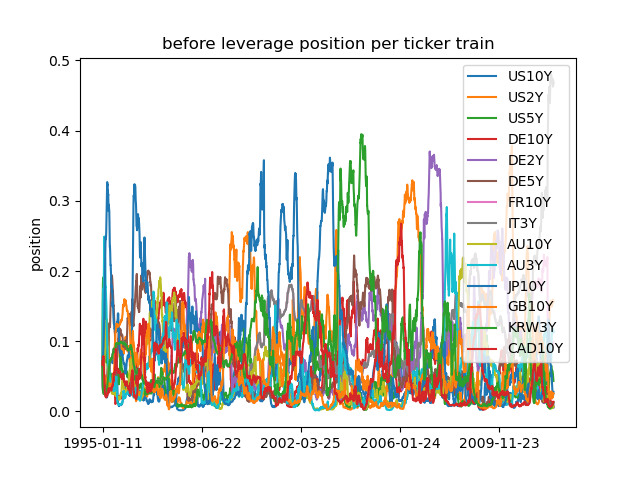 before leverage position per ticker train
position
0.5
0.4
0.3
0.2
0.1
0.0
1995-01-11 1998-06-22 2002-03-25 2006-01-24 2009-11-23
US10Y
US2Y
US5Y
DE10Y
DE2Y
DE5Y
FR10Y
IT3Y
AU10Y
AU3Y
JP10Y
GB10Y
KRW3Y
CAD10Y